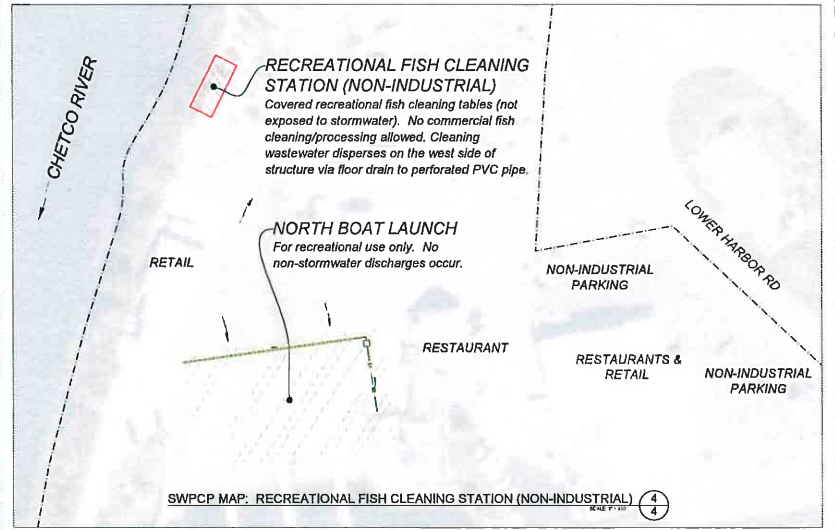 CHETCO RIVER
RECREATIONAL FISH CLEANING
STATION (NON-INDUSTRIAL)
Covered recreational fish cleaning tables (not
exposed to stormwater). No commercial fish
cleaning/processing allowed. Cleaning
wastewater disperses on the west side of
structure via floor drain to perforated PVC pipe.
NORTH BOAT LAUNCH
For recreational use only. No
non-stormwater discharges occur.
RETAIL
LOWER HARBOR RD
NON-INDUSTRIAL
PARKING
RESTAURANT
RESTAURANTS &
RETAIL
NON-INDUSTRIAL
PARKING
SWPCP MAP: RECREATIONAL FISH CLEANING STATION (NON-INDUSTRIAL)
4
4